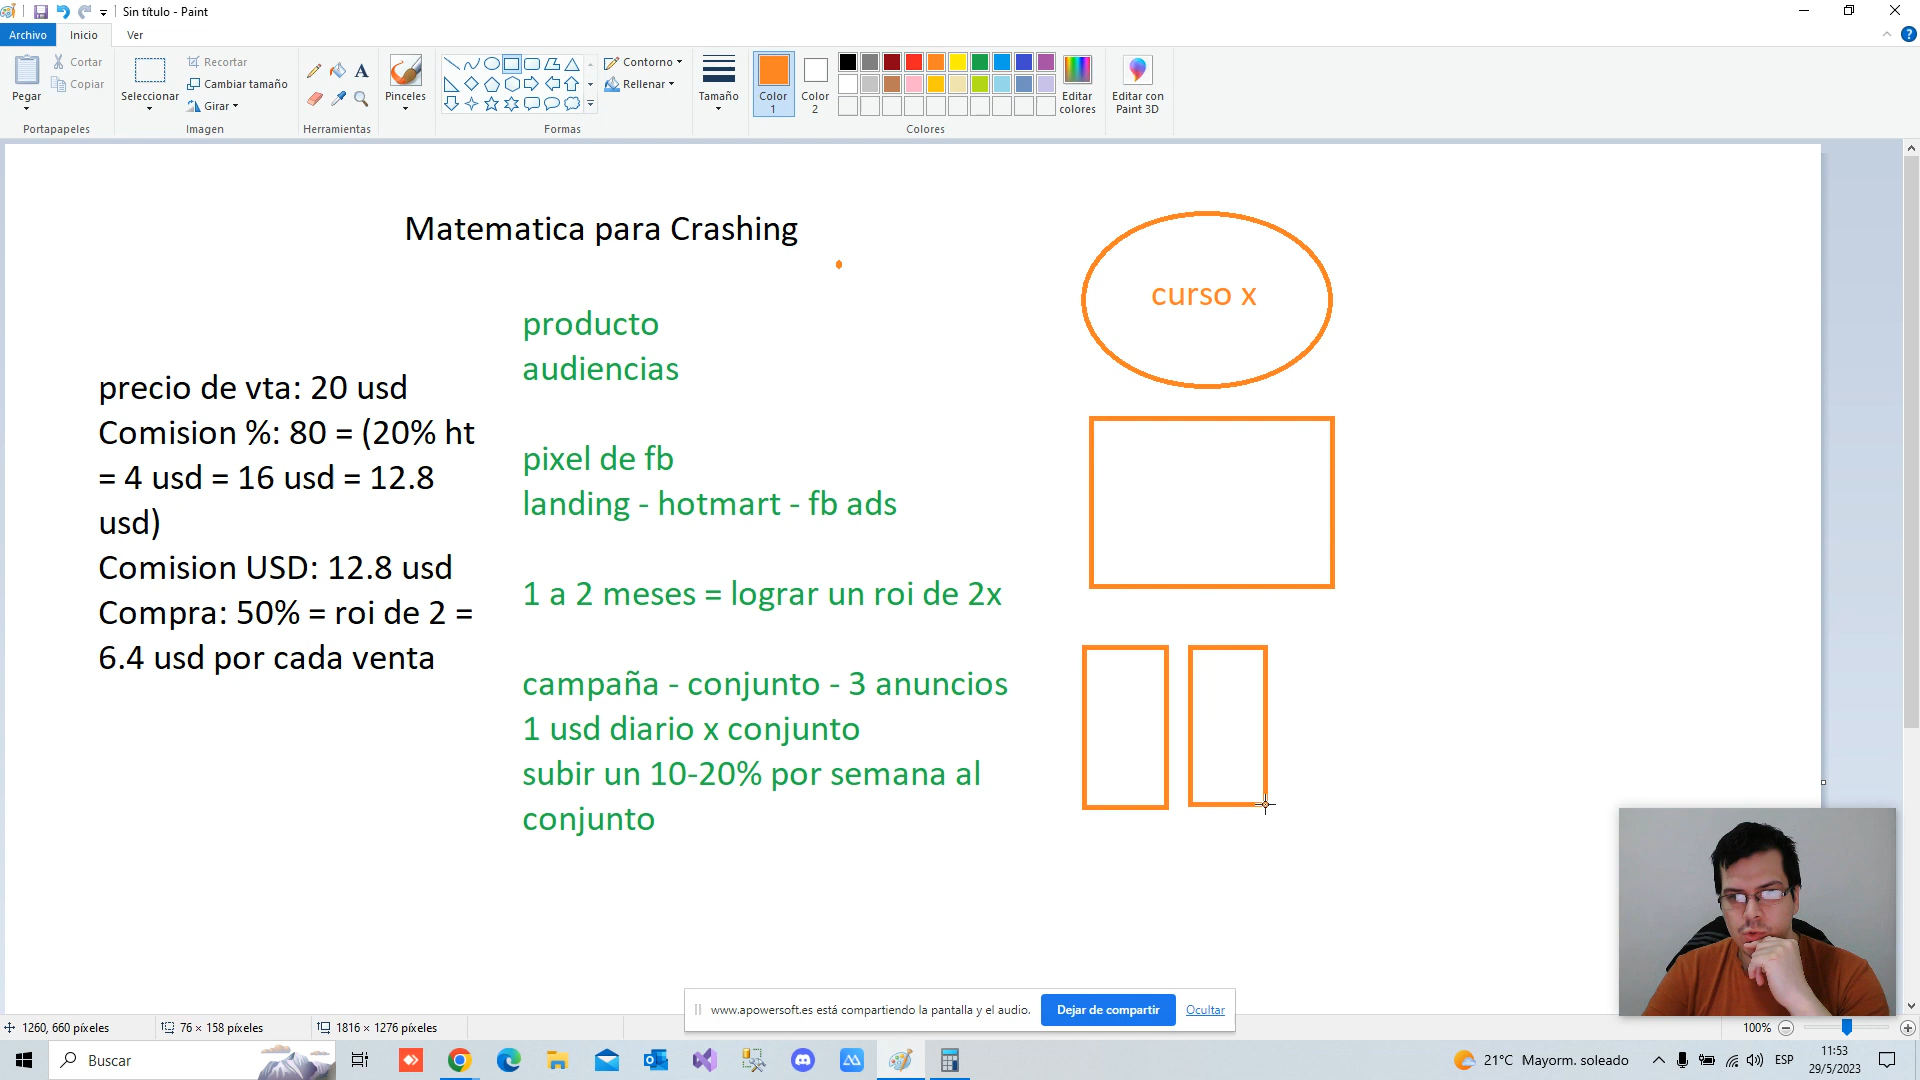 Sin título - Paint
Archivo
Inicio
Ver
Pegar
Cortar
Copiar
Portapapeles
Seleccionar
Recortar
Cambiar tamaño
Girar
Imagen
A
Herramientas
Pinceles
Contorno
Rellenar
Formas
Tamaño
Color 1
Color 2
Editar colores
Editar con Paint 3D
Colores
Matematica para Crashing
precio de vta: 20 usd
Comision %: 80 = (20% ht
= 4 usd = 16 usd = 12.8
usd)
Comision USD: 12.8 usd
Compra: 50% = roi de 2 =
6.4 usd por cada venta
producto
audiencias
pixel de fb
landing - hotmart - fb ads
1 a 2 meses = lograr un roi de 2x
campaña - conjunto - 3 anuncios
1 usd diario x conjunto
subir un 10-20% por semana al
conjunto
curso x
www.apowersoft.es está compartiendo la pantalla y el audio.
Dejar de compartir
Ocultar
1260, 660 píxeles
76 × 158 píxeles
1816 × 1276 píxeles
100%
Buscar
21°C Mayorm. soleado
ESP
11:53
29/5/2023